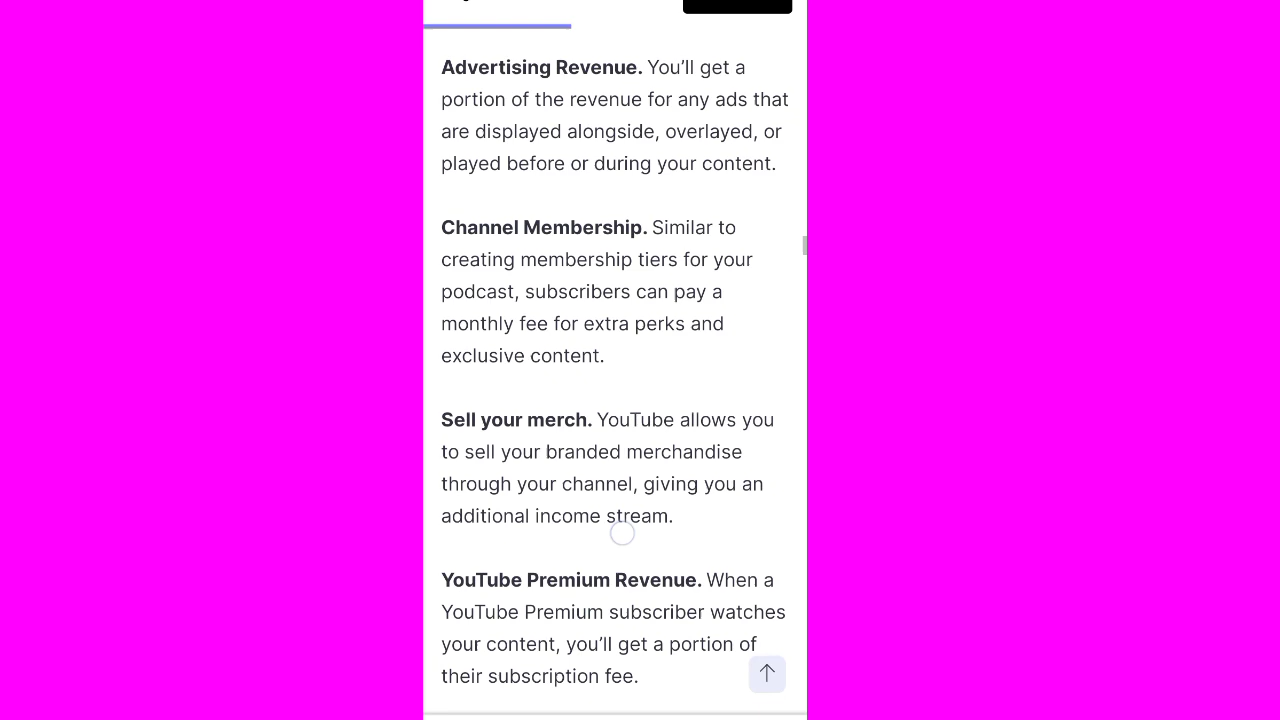 Advertising Revenue. You’ll get a
portion of the revenue for any ads that
are displayed alongside, overlayed, or
played before or during your content.
Channel Membership. Similar to
creating membership tiers for your
podcast, subscribers can pay a
monthly fee for extra perks and
exclusive content.
Sell your merch. YouTube allows you
to sell your branded merchandise
through your channel, giving you an
additional income stream.
YouTube Premium Revenue. When a
YouTube Premium subscriber watches
your content, you’ll get a portion of
their subscription fee.